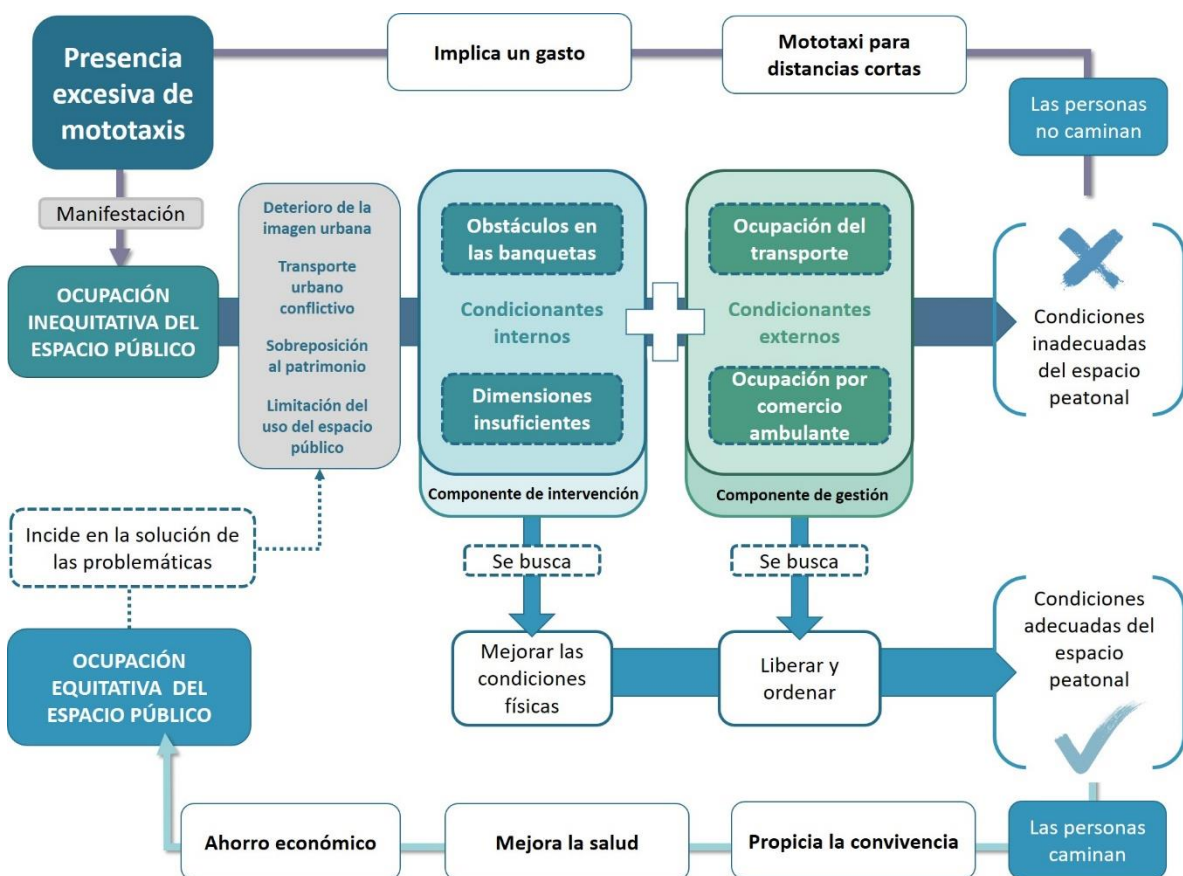 Presencia
excesiva de
mototaxis
Implica un gasto
Mototaxi para
distancias cortas
Las personas
no caminan
Manifestación
OCUPACIÓN
INEQUITATIVA DEL
ESPACIO PÚBLICO
Deterioro de la
imagen urbana
Transporte
urbano
conflictivo
Sobreposición
al patrimonio
Limitación del
uso del espacio
público
Obstáculos en
las banquetas
Condicionantes
internos
Dimensiones
insuficientes
Componente de intervención
Ocupación del
transporte
Condicionantes
externos
Ocupación por
comercio
ambulante
Componente de gestión
Condiciones
inadecuadas
del espacio
peatonal
Incide en la solución de
las problemáticas
Se busca
Se busca
OCUPACIÓN
EQUITATIVA DEL
ESPACIO PÚBLICO
Mejorar las
condiciones
físicas
Liberar y
ordenar
Condiciones
adecuadas del
espacio
peatonal
Ahorro económico
Mejora la salud
Propicia la convivencia
Las personas
caminan